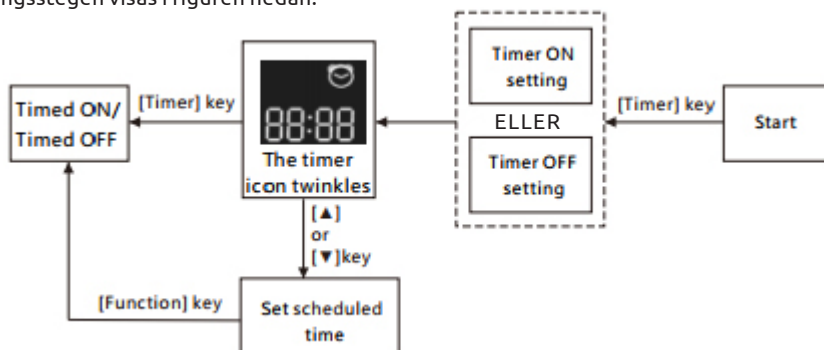 ngsstegen visas i figuren nedan.
Timed ON/
Timed OFF
[Timer] key
88:88
The timer
icon twinkles
Timer ON
setting
ELLER
Timer OFF
setting
[Timer] key
Start
[▲]
or
[▼]key
[Function] key
Set scheduled
time